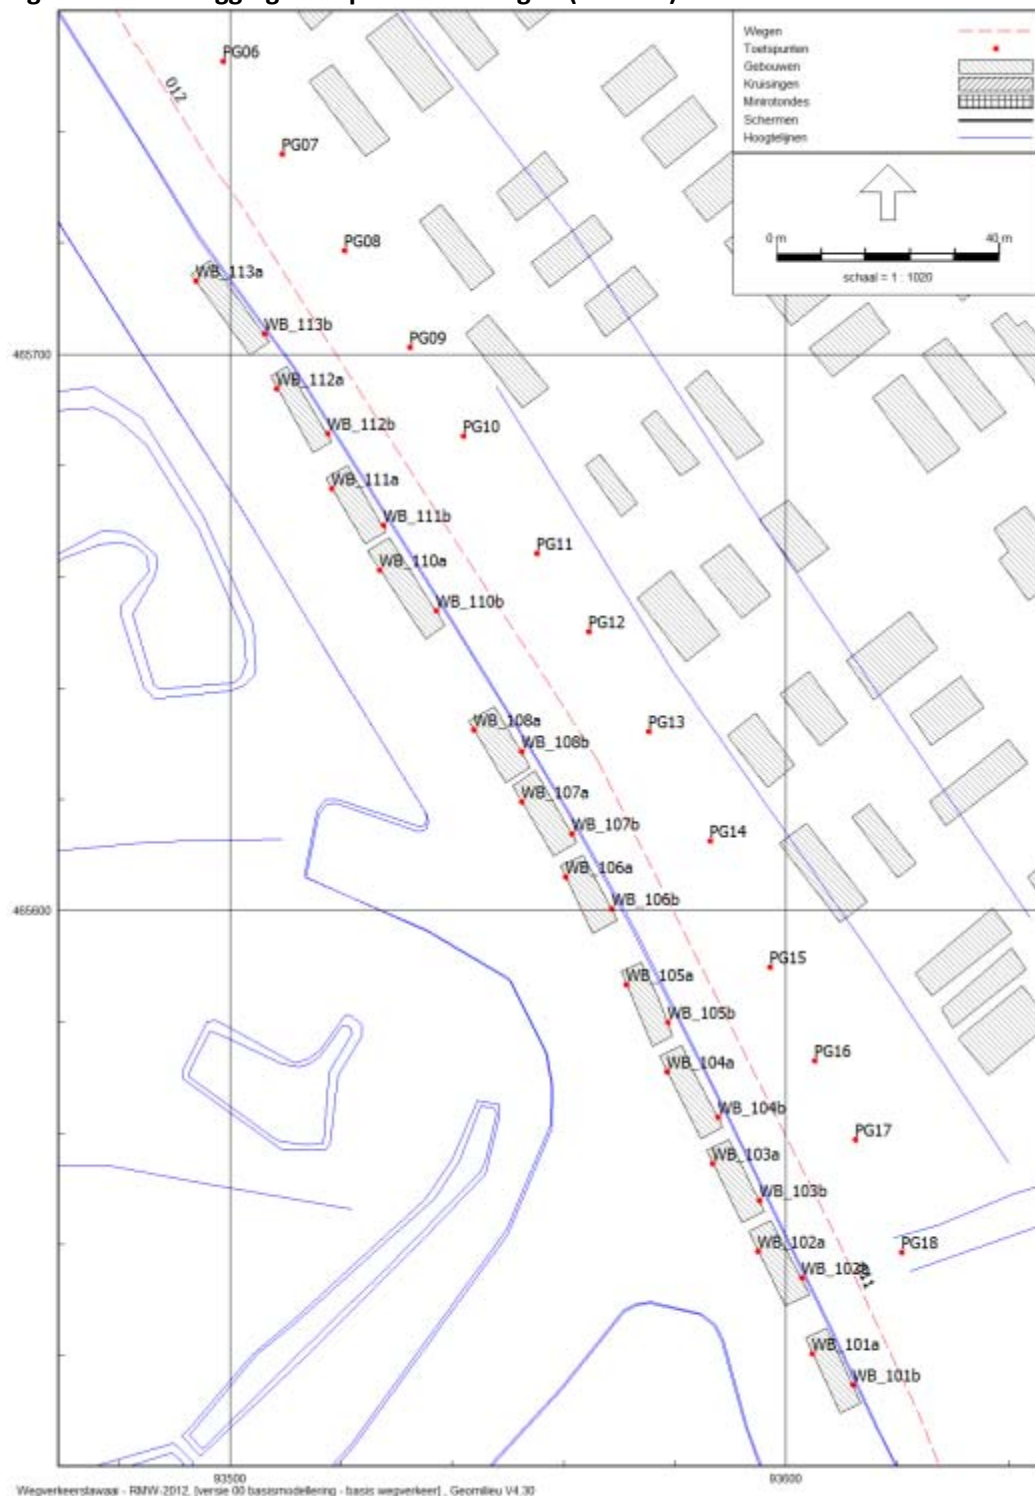 Wegen
Toetspunten
Gebouwen
Kruisingen
Minirotondes
Schermen
Hoogtelijnen
0 m 40 m
schaal = 1 : 1020
PG06
012
PG07
PG08
WB_113a
WB_113b
PG09
465700
WB_112a
WB_112b
PG10
WB_111a
WB_111b
PG11
WB_110a
WB_110b
PG12
WB_108a
PG13
WB_108b
WB_107a
WB_107b
PG14
WB_106a
WB_106b
465600
PG15
WB_105a
WB_105b
PG16
WB_104a
WB_104b
PG17
WB_103a
WB_103b
WB_102a
PG18
WB_102b
011
WB_101a
WB_101b
93500 93600
Wegverkeerslawaai - RMW-2012, [versie 00 basismodellering - basis wegverkeer] , Geomilieu V4.30